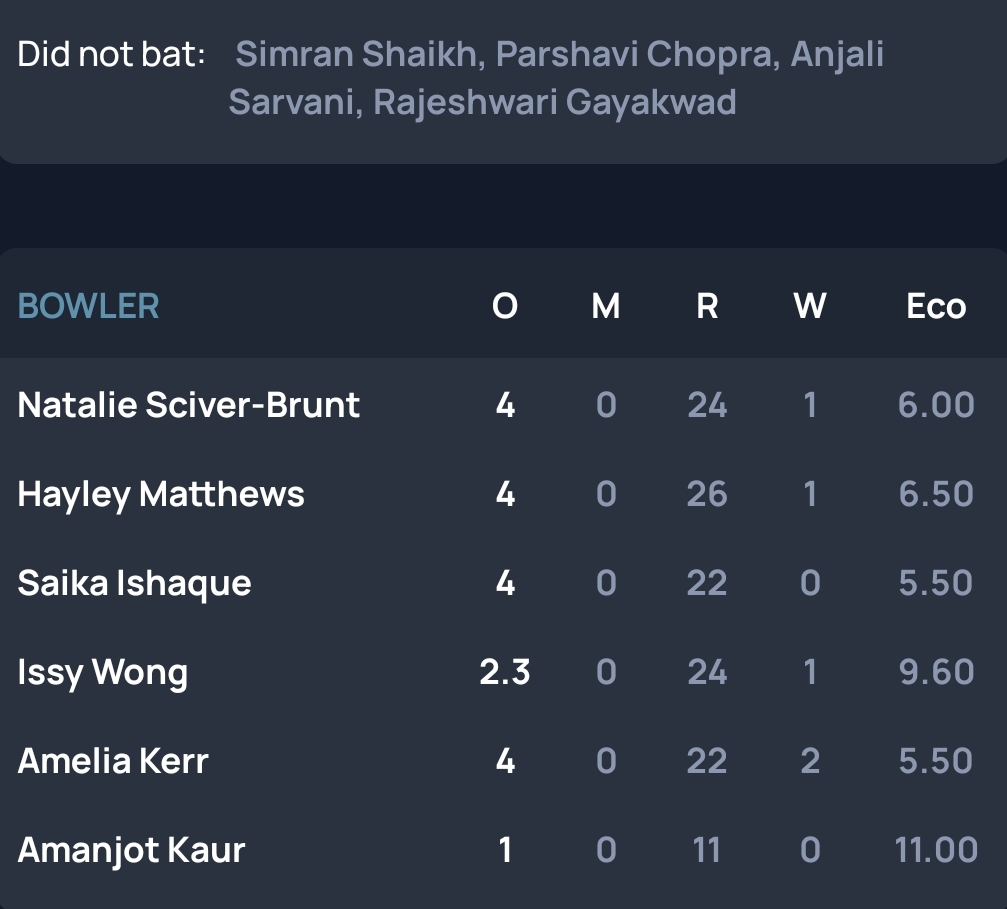 Did not bat: Simran Shaikh, Parshavi Chopra, Anjali
Sarvani, Rajeshwari Gayakwad
BOWLER O M R W Eco
Natalie Sciver-Brunt 4 0 24 1 6.00
Hayley Matthews 4 0 26 1 6.50
Saika Ishaque 4 0 22 0 5.50
Issy Wong 2.3 0 24 1 9.60
Amelia Kerr 4 0 22 2 5.50
Amanjot Kaur 1 0 11 0 11.00